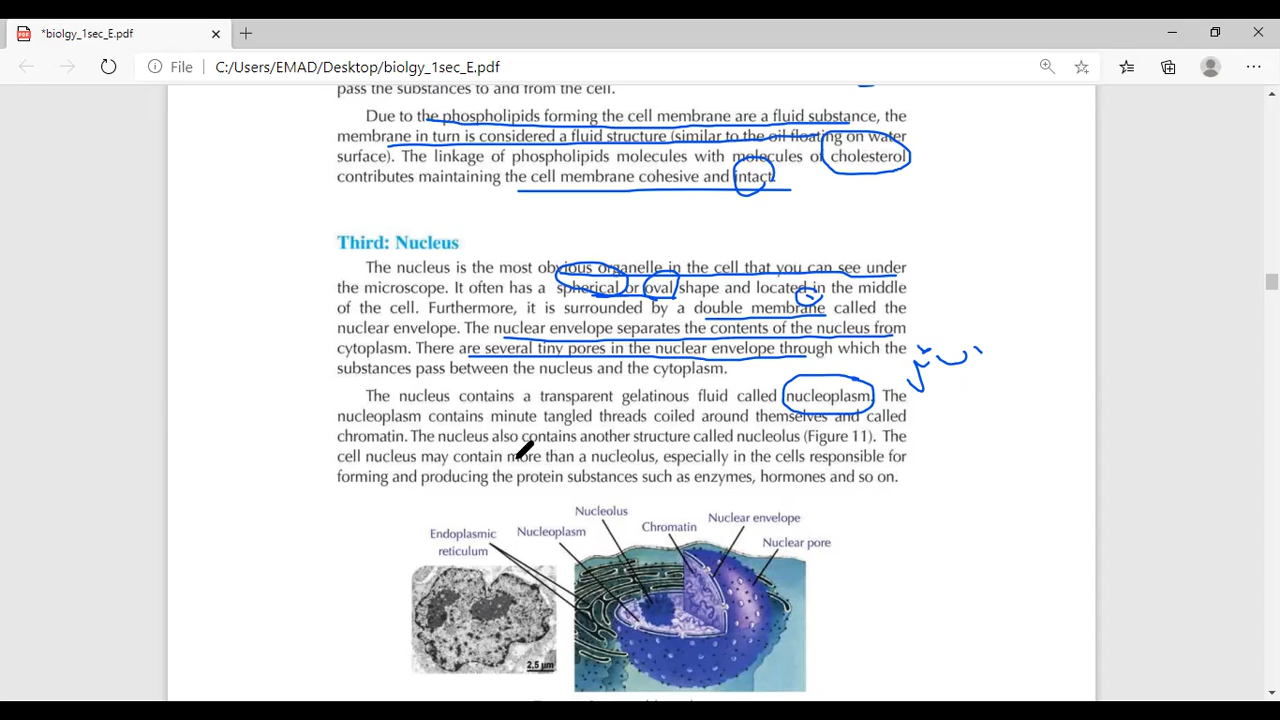 *biolgy_1sec_E.pdf
File C:/Users/EMAD/Desktop/biolgy_1sec_E.pdf
pass the substances to and from the cell.
Due to the phospholipids forming the cell membrane are a fluid substance, the
membrane in turn is considered a fluid structure (similar to the oil floating on water
surface). The linkage of phospholipids molecules with molecules of cholesterol
contributes maintaining the cell membrane cohesive and intact.
Third: Nucleus
The nucleus is the most obvious organelle in the cell that you can see under
the microscope. It often has a spherical or oval shape and located in the middle
of the cell. Furthermore, it is surrounded by a double membrane called the
nuclear envelope. The nuclear envelope separates the contents of the nucleus from
cytoplasm. There are several tiny pores in the nuclear envelope through which the
substances pass between the nucleus and the cytoplasm.
The nucleus contains a transparent gelatinous fluid called nucleoplasm. The
nucleoplasm contains minute tangled threads coiled around themselves and called
chromatin. The nucleus also contains another structure called nucleolus (Figure 11). The
cell nucleus may contain more than a nucleolus, especially in the cells responsible for
forming and producing the protein substances such as enzymes, hormones and so on.
Nucleolus
Endoplasmic
reticulum
Nucleoplasm
Chromatin
Nuclear envelope
Nuclear pore
2,5 µm